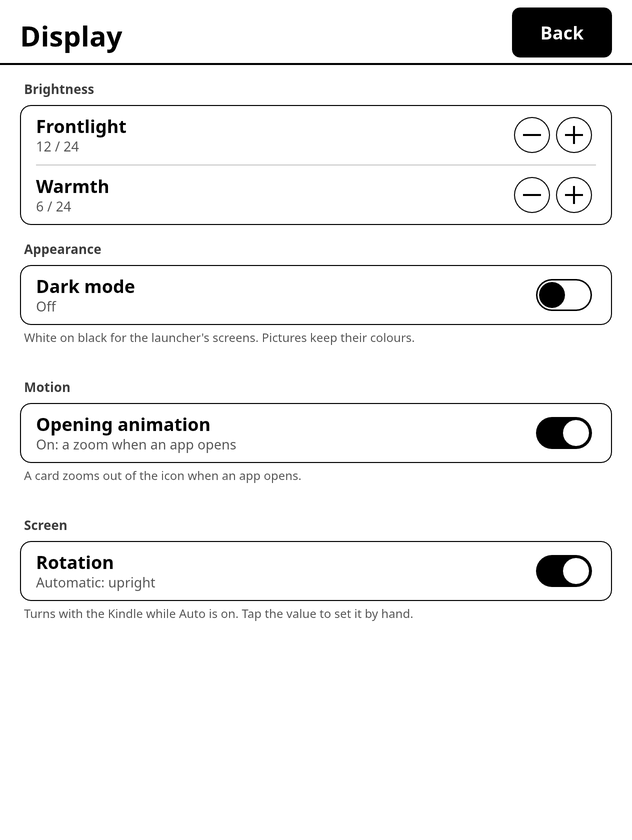 Display
Back
Brightness
Frontlight
12 / 24
Warmth
6 / 24
Appearance
Dark mode
Off
White on black for the launcher's screens. Pictures keep their colours.
Motion
Opening animation
On: a zoom when an app opens
A card zooms out of the icon when an app opens.
Screen
Rotation
Automatic: upright
Turns with the Kindle while Auto is on. Tap the value to set it by hand.